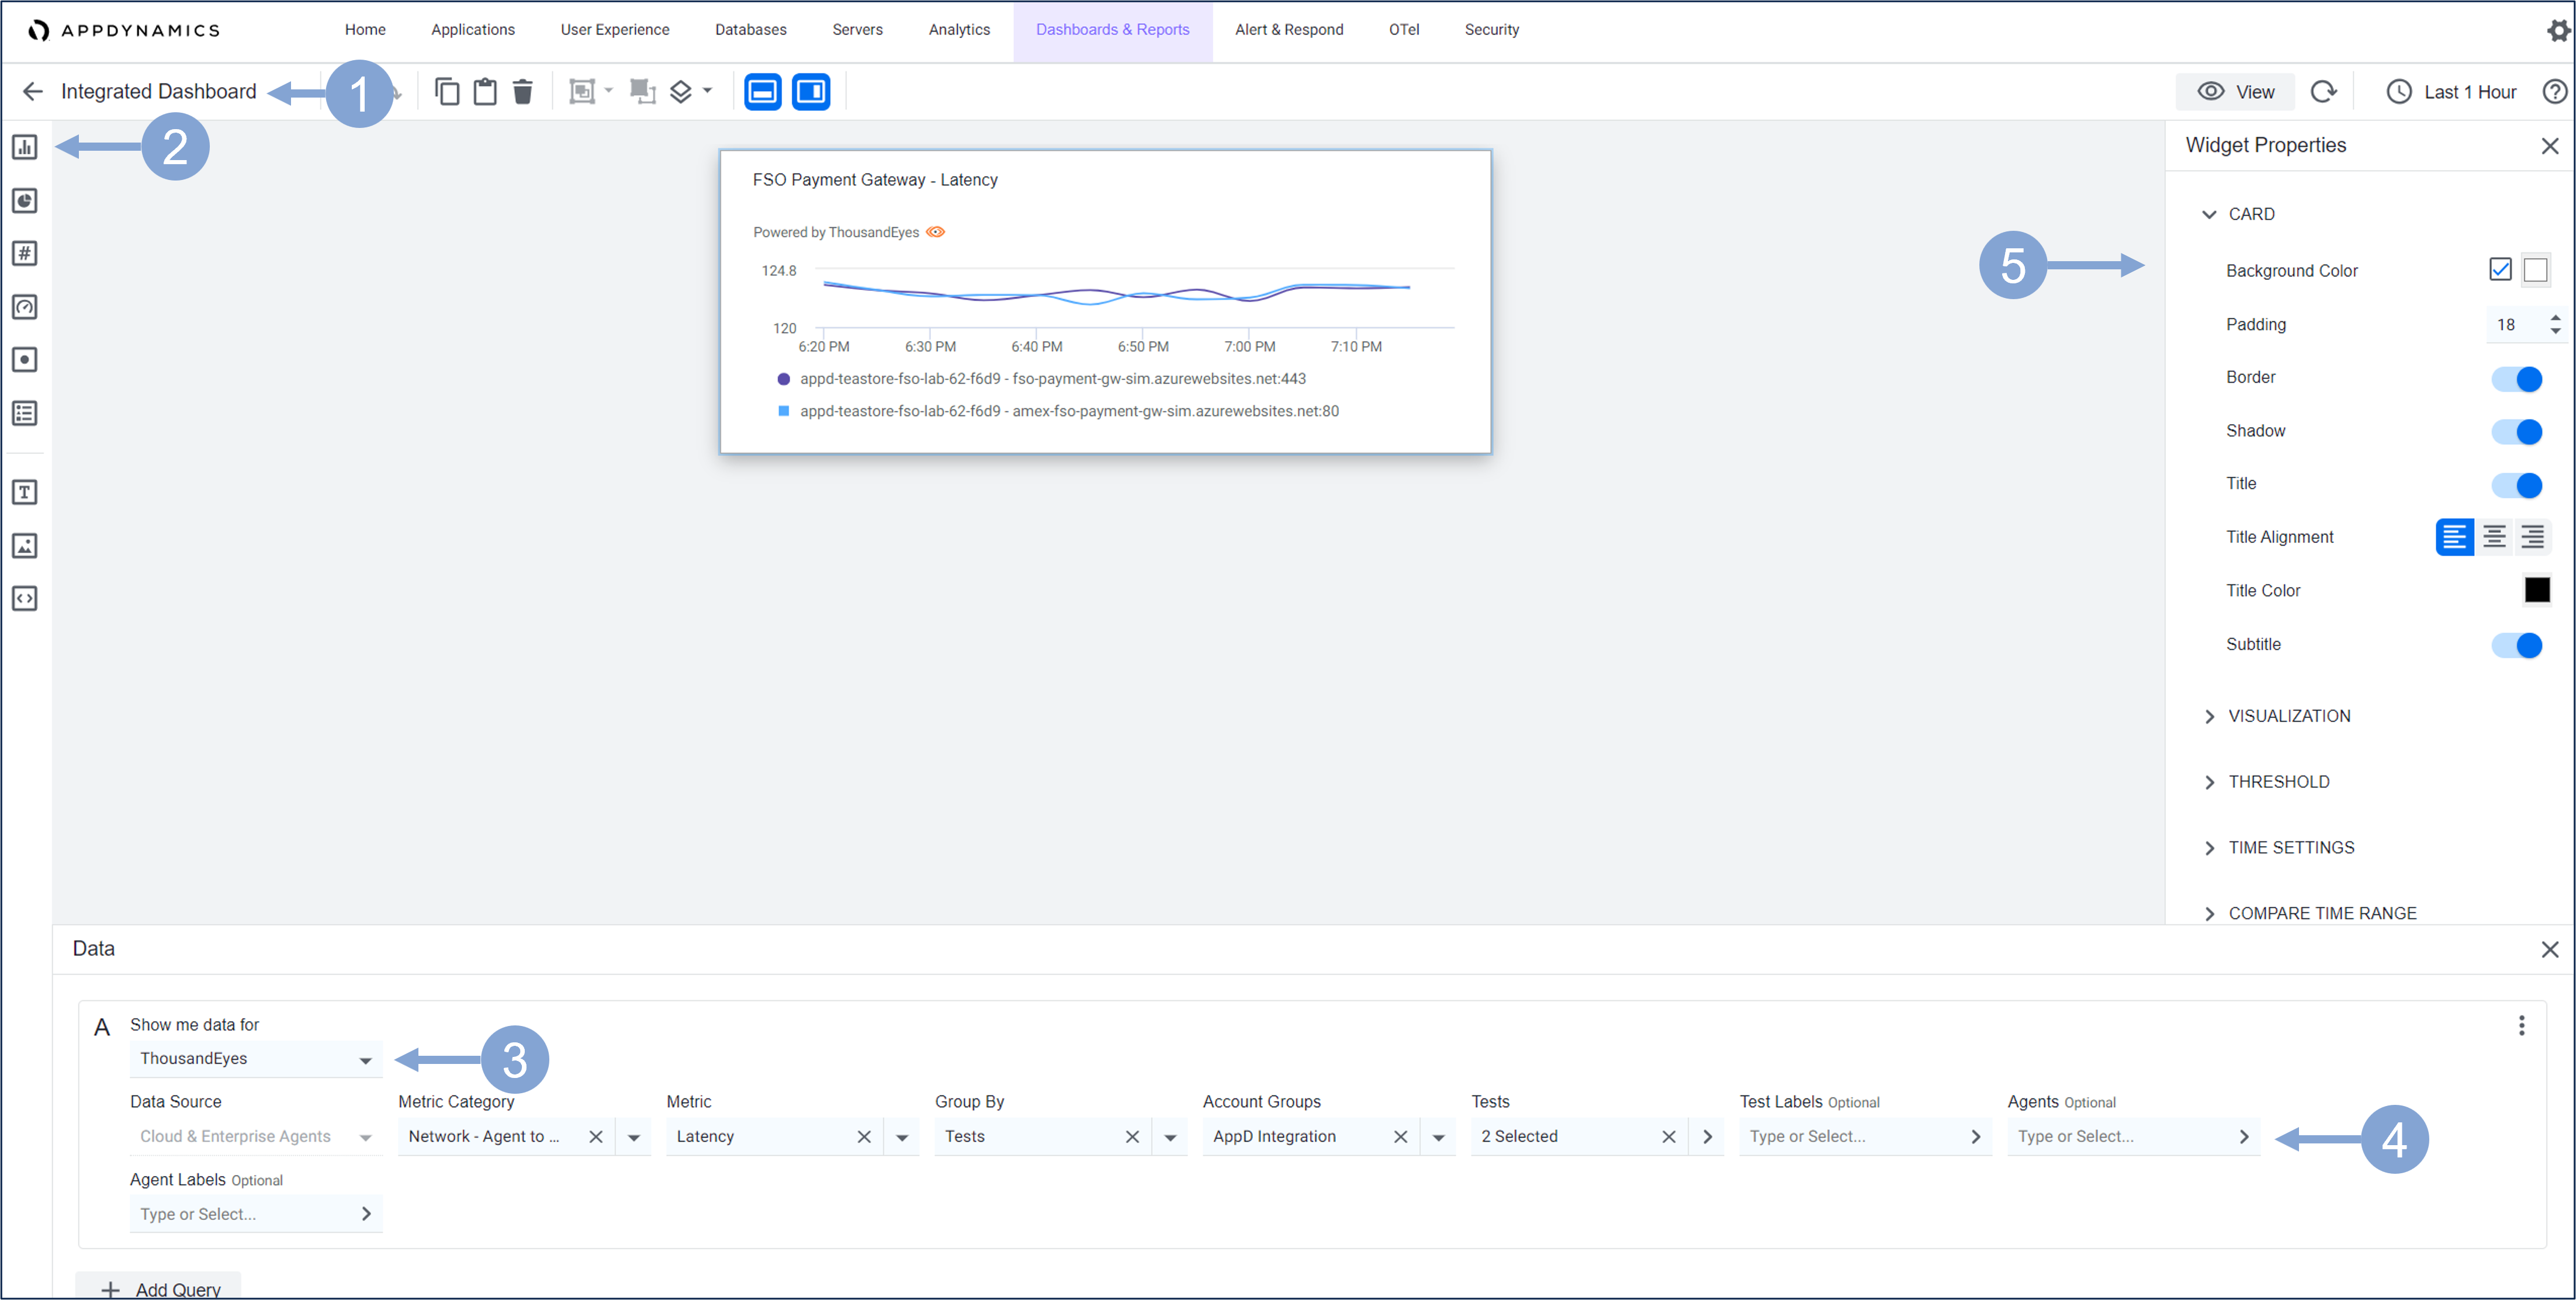 APPDYNAMICS Home Applications User Experience Databases Servers Analytics Dashboards & Reports Alert & Respond OTel Security
Integrated Dashboard 1 View Last 1 Hour
2
Widget Properties
FSO Payment Gateway - Latency
Powered by ThousandEyes
124.8
120
6:20 PM 6:30 PM 6:40 PM 6:50 PM 7:00 PM 7:10 PM
appd-teastore-fso-lab-62-f6d9 - fso-payment-gw-sim.azurewebsites.net:443
appd-teastore-fso-lab-62-f6d9 - amex-fso-payment-gw-sim.azurewebsites.net:80
5
CARD
Background Color
Padding 18
Border
Shadow
Title
Title Alignment
Title Color
Subtitle
VISUALIZATION
THRESHOLD
TIME SETTINGS
COMPARE TIME RANGE
Data
A Show me data for
ThousandEyes 3
Data Source Metric Category Metric Group By Account Groups Tests Test Labels Optional Agents Optional
Cloud & Enterprise Agents Network - Agent to ... Latency Tests AppD Integration 2 Selected Type or Select... Type or Select... 4
Agent Labels Optional
Type or Select...
+ Add Query